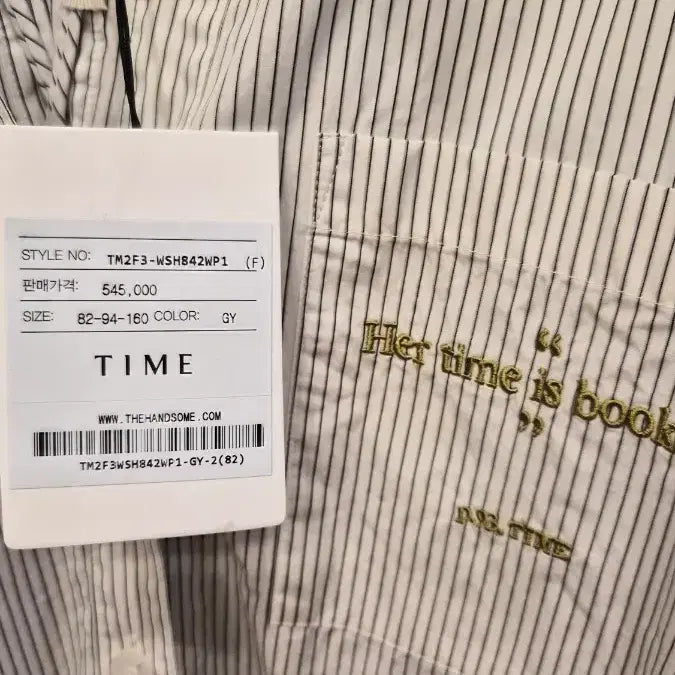 STYLE NO: TM2F3-WSH842WP1 (F)
판매가격: 545,000
SIZE: 82-94-160 COLOR: GY
TIME
WWW.THEHANDSOME.COM
TM2F3WSH842WP1-GY-2(82)
“
Her time is book
”
TIME